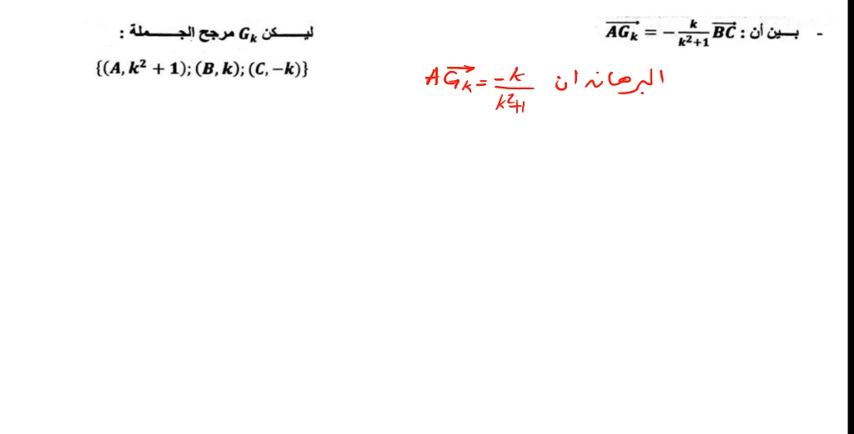 - بين أن : $\overrightarrow{AG_k} = -\frac{k}{k^2+1}\overrightarrow{BC}$
ليكن $G_k$ مرجح الجملة :
{(A, k² + 1); (B, k); (C, −k)}
البرهان ان $\overrightarrow{AG_k} = \frac{-k}{k^2+1}$